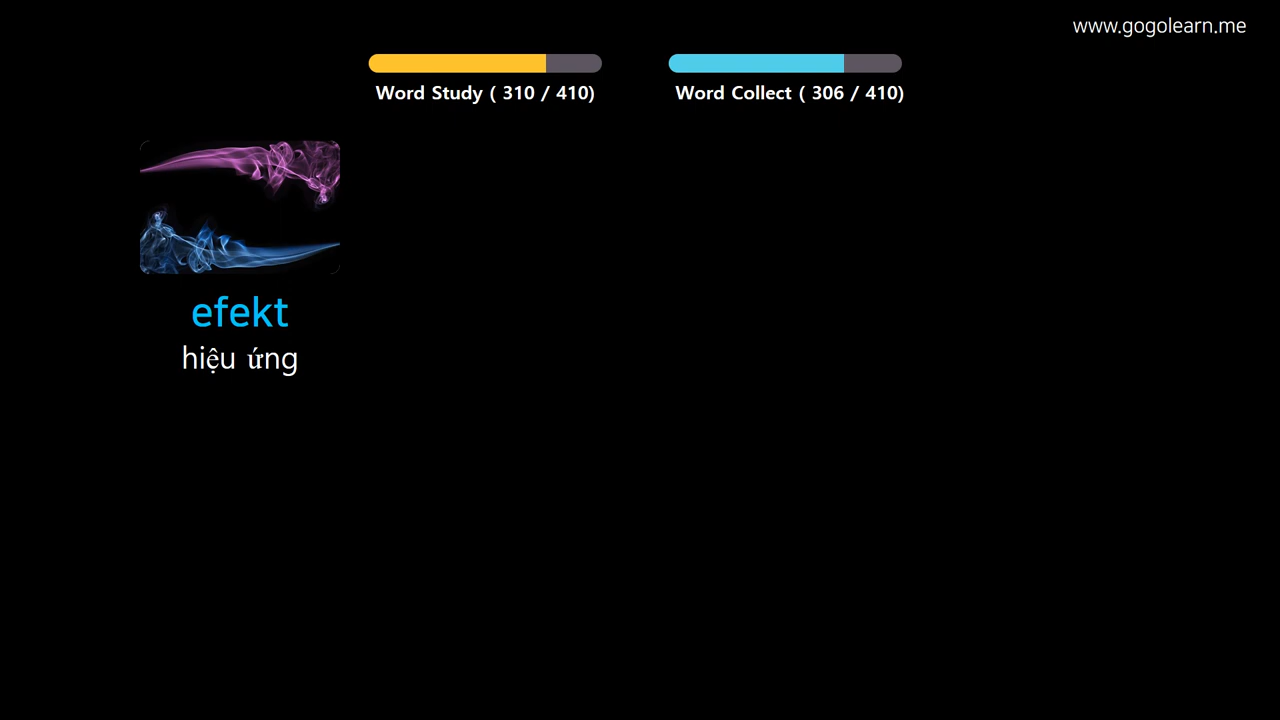 www.gogolearn.me
Word Study ( 310 / 410)
Word Collect ( 306 / 410)
efekt
hiệu ứng